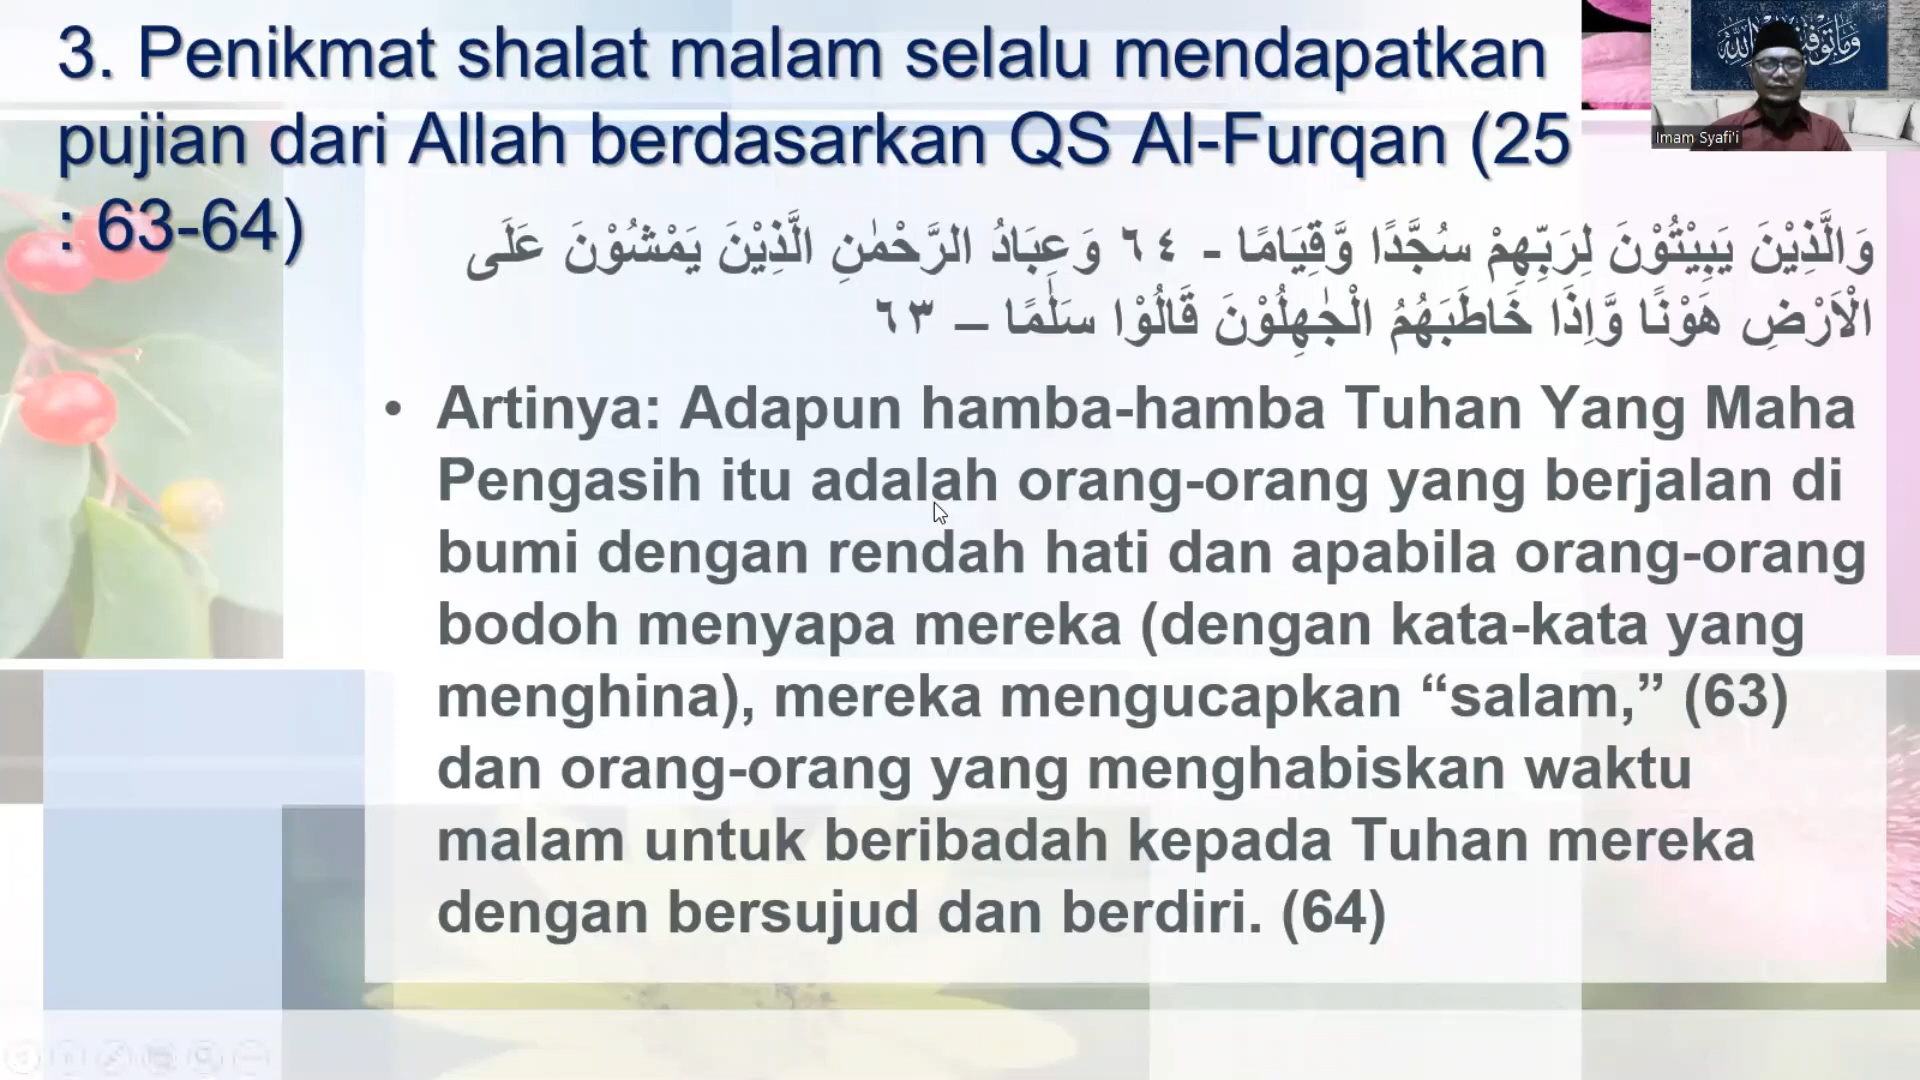 3. Penikmat shalat malam selalu mendapatkan
pujian dari Allah berdasarkan QS Al-Furqan (25
: 63-64)
وَالَّذِيْنَ يَبِيْتُوْنَ لِرَبِّهِمْ سُجَّدًا وَّقِيَامًا - ٦٤ وَعِبَادُ الرَّحْمٰنِ الَّذِيْنَ يَمْشُوْنَ عَلَى
الْاَرْضِ هَوْنًا وَّاِذَا خَاطَبَهُمُ الْجٰهِلُوْنَ قَالُوْا سَلٰمًا – ٦٣
• Artinya: Adapun hamba-hamba Tuhan Yang Maha
Pengasih itu adalah orang-orang yang berjalan di
bumi dengan rendah hati dan apabila orang-orang
bodoh menyapa mereka (dengan kata-kata yang
menghina), mereka mengucapkan “salam,” (63)
dan orang-orang yang menghabiskan waktu
malam untuk beribadah kepada Tuhan mereka
dengan bersujud dan berdiri. (64)
Imam Syafi'i